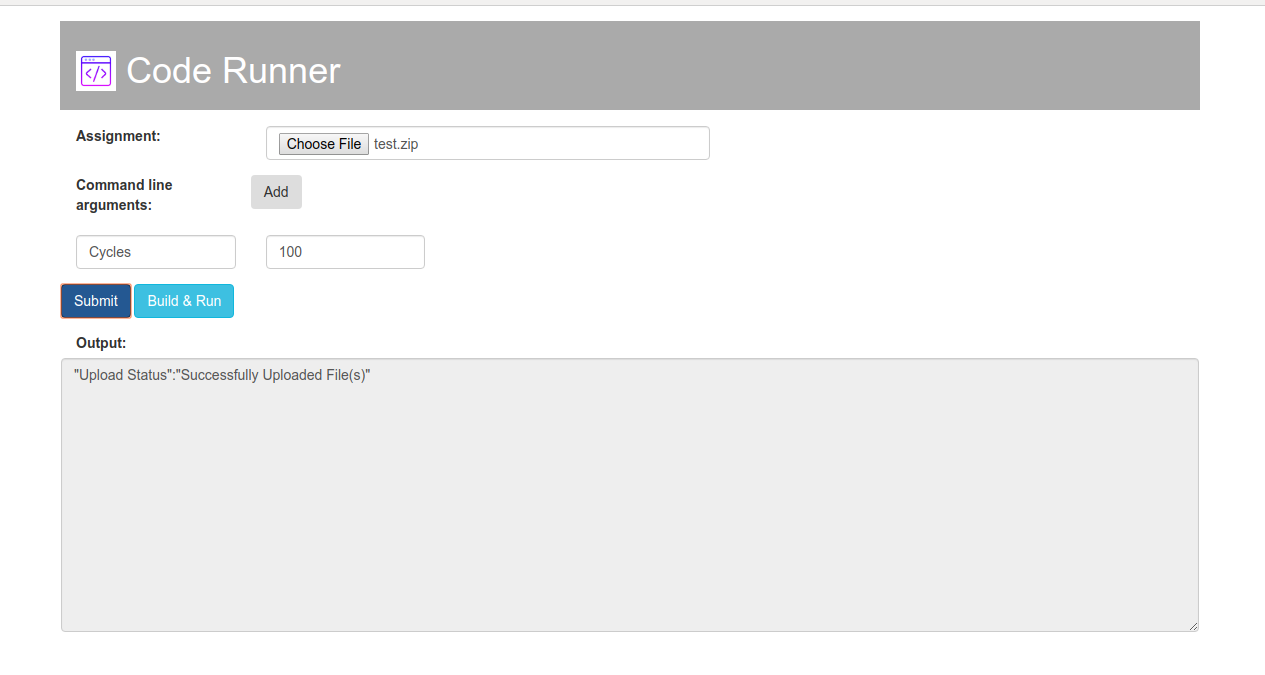 Code Runner
Assignment:
Choose File test.zip
Command line
arguments:
Add
Cycles
100
Submit
Build & Run
Output:
"Upload Status":"Successfully Uploaded File(s)"